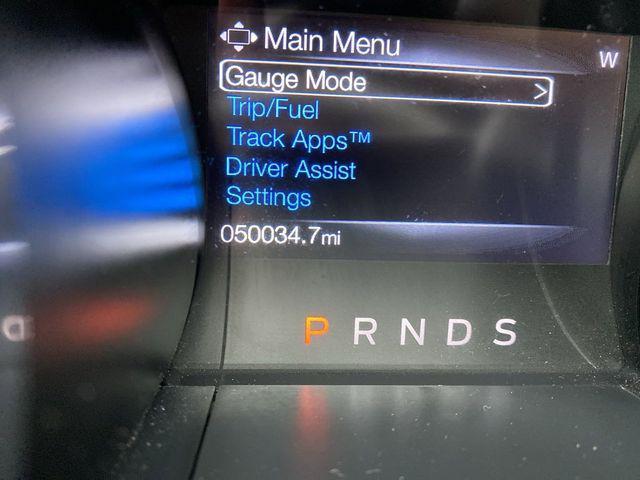 Main Menu
W
Gauge Mode >
Trip/Fuel
Track Apps™
Driver Assist
Settings
050034.7mi
P R N D S